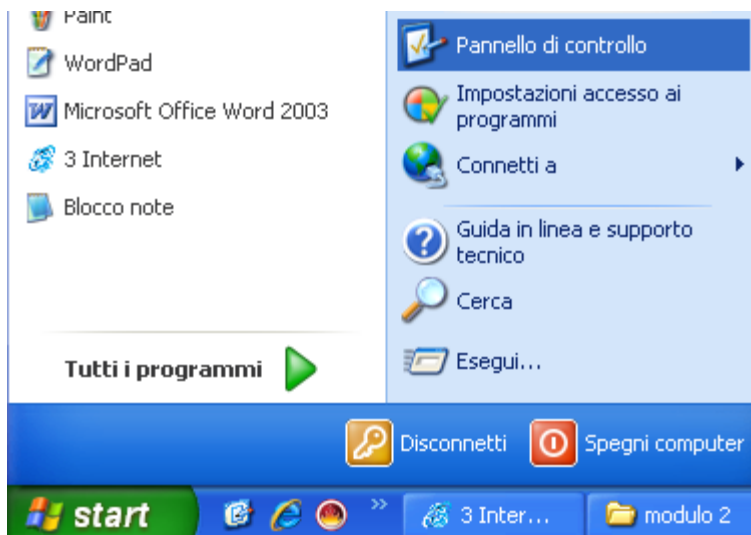 Paint
WordPad
Microsoft Office Word 2003
3 Internet
Blocco note
Tutti i programmi
Pannello di controllo
Impostazioni accesso ai
programmi
Connetti a
Guida in linea e supporto
tecnico
Cerca
Esegui...
Disconnetti
Spegni computer
start
3 Inter...
modulo 2